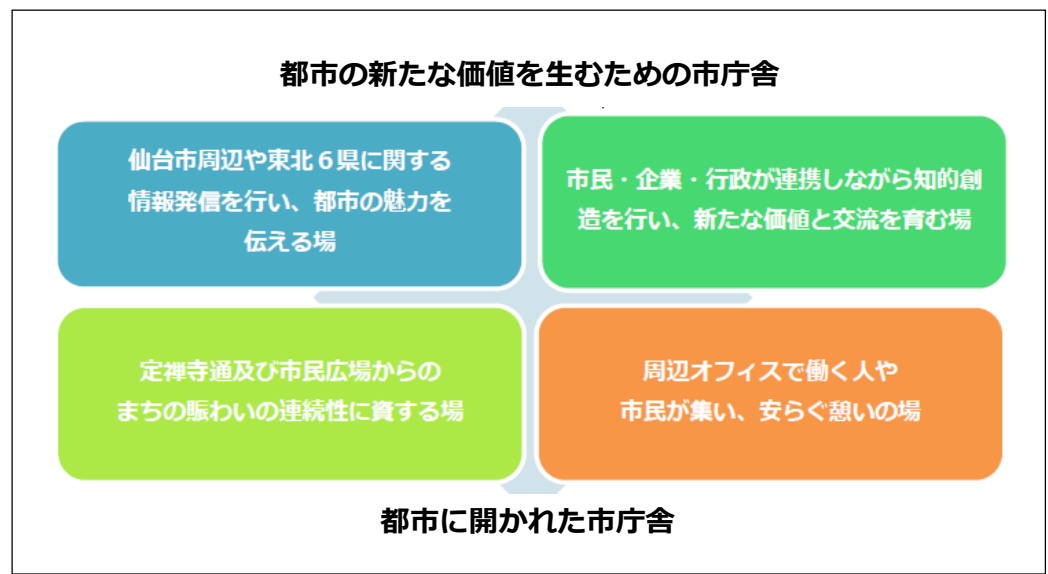 都市の新たな価値を生むための市庁舎
仙台市周辺や東北６県に関する
情報発信を行い、都市の魅力を
伝える場
市民・企業・行政が連携しながら知的創
造を行い、新たな価値と交流を育む場
定禅寺通及び市民広場からの
まちの賑わいの連続性に資する場
周辺オフィスで働く人や
市民が集い、安らぐ憩いの場
都市に開かれた市庁舎